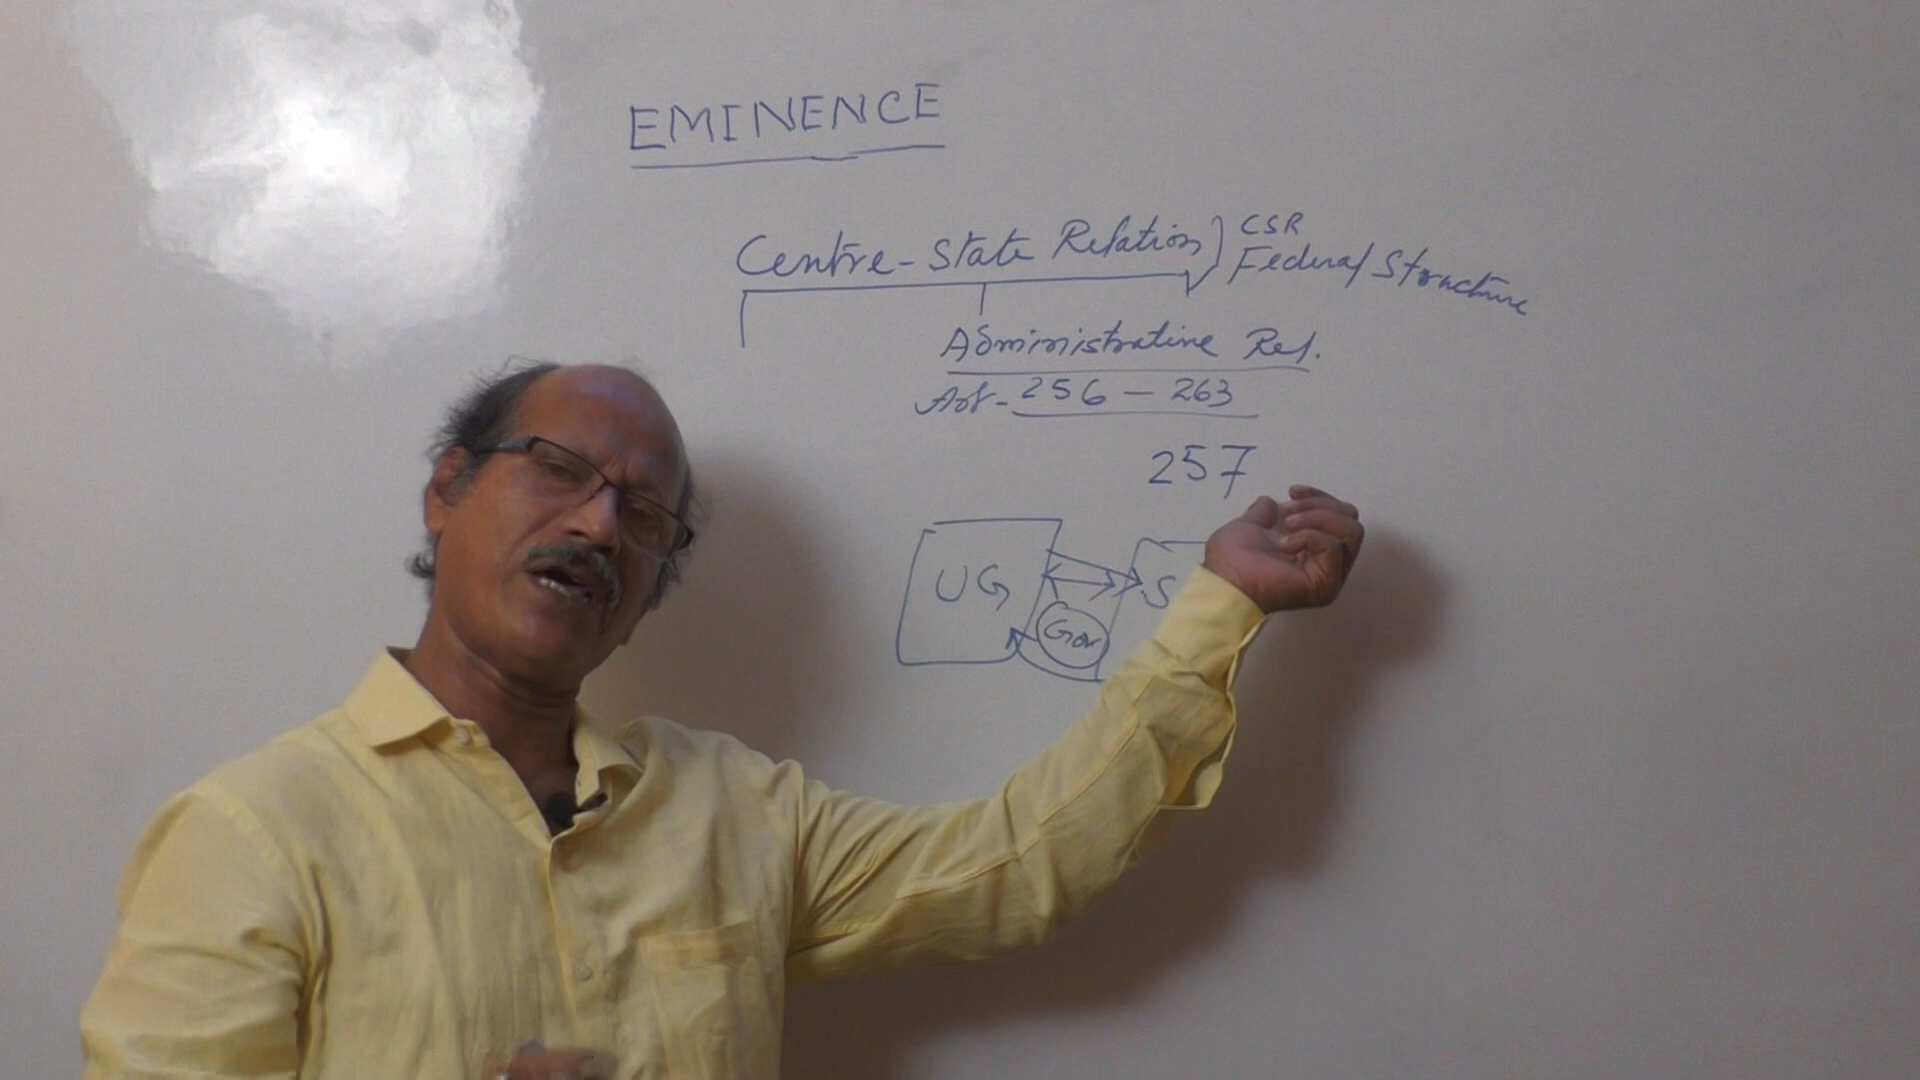 EMINENCE
Centre-State Relation
CSR
Federal Structure
Administrative Rel.
Art- 256 - 263
257
UG
S
Gov